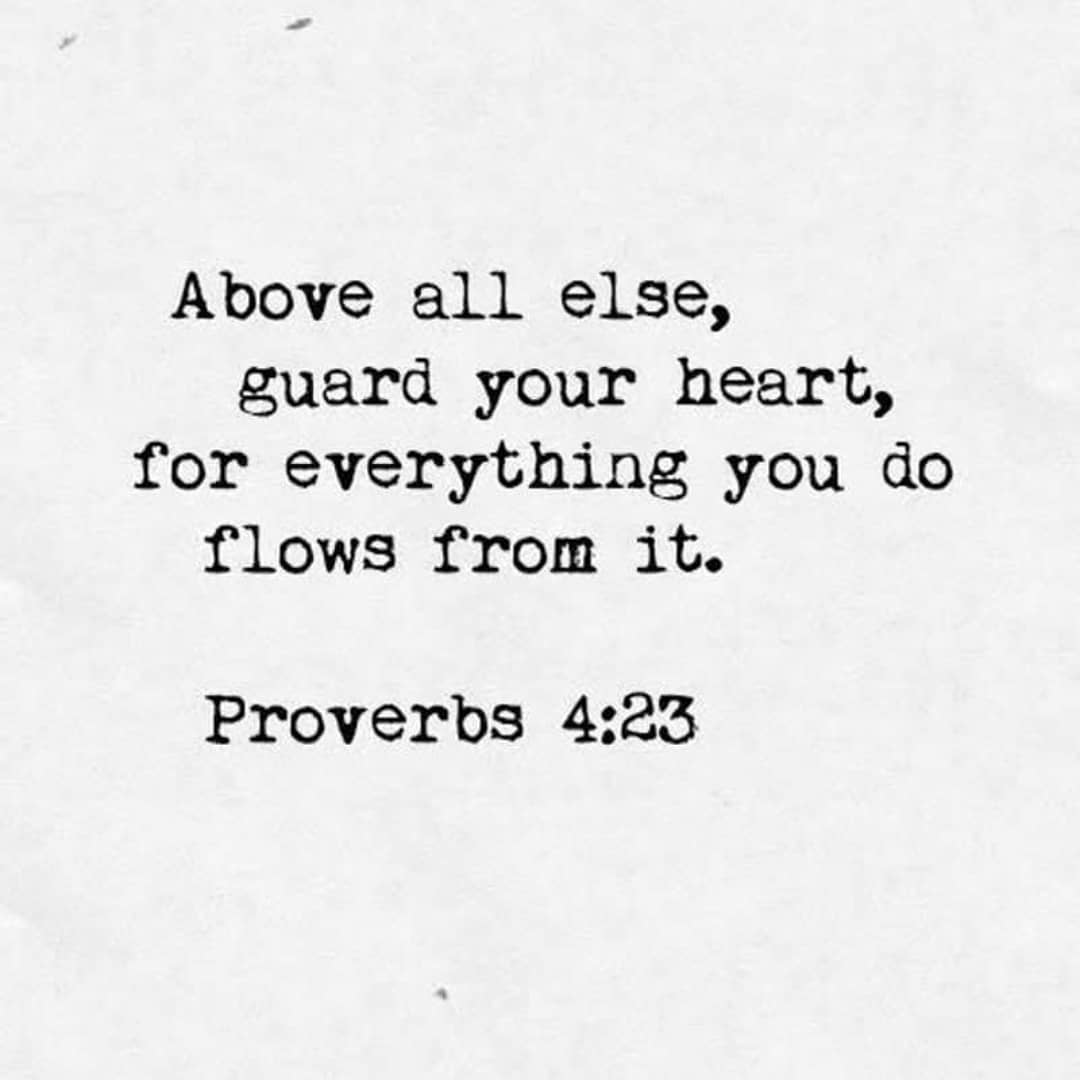 Above all else,
guard your heart,
for everything you do
flows from it.
Proverbs 4:23